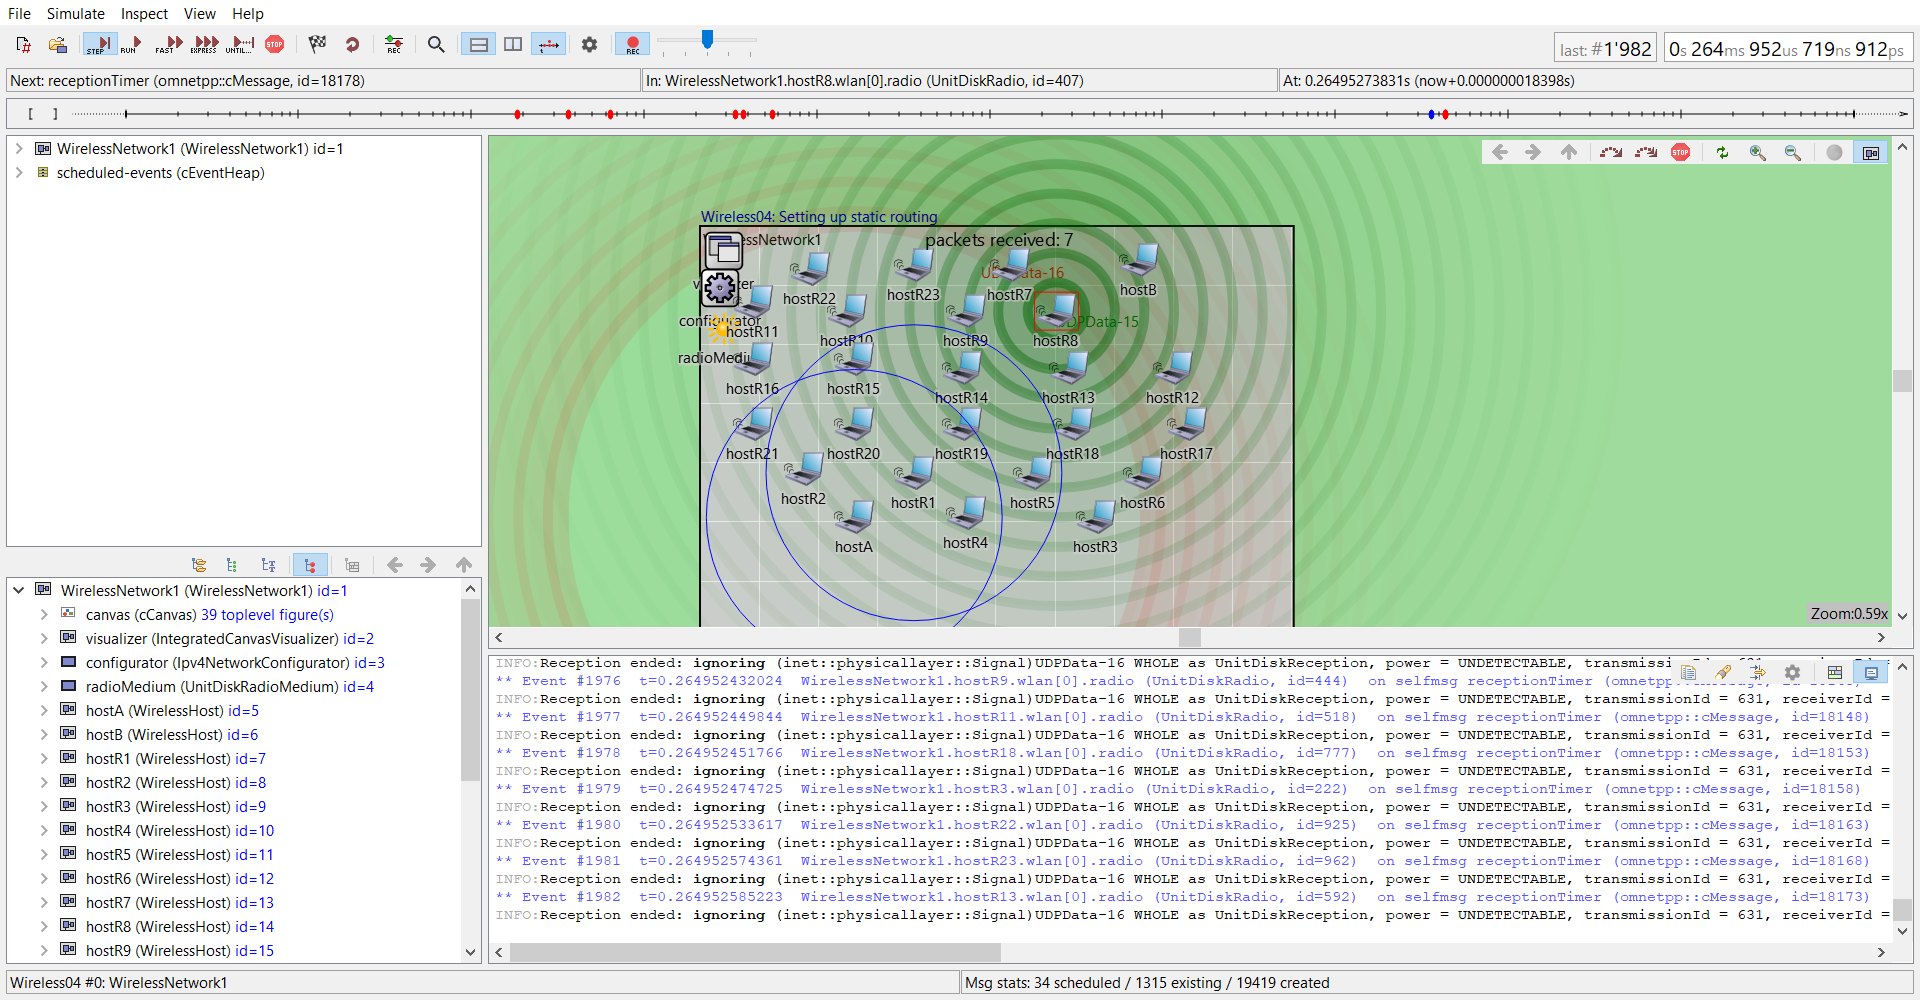 File Simulate Inspect View Help
STEP RUN FAST EXPRESS UNTIL... STOP REC REC
last: #1'982 0s 264ms 952us 719ns 912ps
Next: receptionTimer (omnetpp::cMessage, id=18178) In: WirelessNetwork1.hostR8.wlan[0].radio (UnitDiskRadio, id=407) At: 0.26495273831s (now+0.000000018398s)
[ ]
WirelessNetwork1 (WirelessNetwork1) id=1
scheduled-events (cEventHeap)
WirelessNetwork1 (WirelessNetwork1) id=1
canvas (cCanvas) 39 toplevel figure(s)
visualizer (IntegratedCanvasVisualizer) id=2
configurator (Ipv4NetworkConfigurator) id=3
radioMedium (UnitDiskRadioMedium) id=4
hostA (WirelessHost) id=5
hostB (WirelessHost) id=6
hostR1 (WirelessHost) id=7
hostR2 (WirelessHost) id=8
hostR3 (WirelessHost) id=9
hostR4 (WirelessHost) id=10
hostR5 (WirelessHost) id=11
hostR6 (WirelessHost) id=12
hostR7 (WirelessHost) id=13
hostR8 (WirelessHost) id=14
hostR9 (WirelessHost) id=15
STOP
Wireless04: Setting up static routing
essNetwork1 packets received: 7
UDPData-16
hostR22 hostR23 hostR7 hostB
configurator UDPData-15
hostR11 hostR10 hostR9 hostR8
radioMedi
hostR16 hostR15 hostR14 hostR13 hostR12
hostR21 hostR20 hostR19 hostR18 hostR17
hostR2 hostR1 hostR5 hostR6
hostA hostR4 hostR3
Zoom:0.59x
INFO:Reception ended: ignoring (inet::physicallayer::Signal)UDPData-16 WHOLE as UnitDiskReception, power = UNDETECTABLE, transmissionId = 631, receiverId =
** Event #1976 t=0.264952432024 WirelessNetwork1.hostR9.wlan[0].radio (UnitDiskRadio, id=444) on selfmsg receptionTimer
INFO:Reception ended: ignoring (inet::physicallayer::Signal)UDPData-16 WHOLE as UnitDiskReception, power = UNDETECTABLE, transmissionId = 631, receiverId =
** Event #1977 t=0.264952449844 WirelessNetwork1.hostR11.wlan[0].radio (UnitDiskRadio, id=518) on selfmsg receptionTimer (omnetpp::cMessage, id=18148)
INFO:Reception ended: ignoring (inet::physicallayer::Signal)UDPData-16 WHOLE as UnitDiskReception, power = UNDETECTABLE, transmissionId = 631, receiverId =
** Event #1978 t=0.264952451766 WirelessNetwork1.hostR18.wlan[0].radio (UnitDiskRadio, id=777) on selfmsg receptionTimer (omnetpp::cMessage, id=18153)
INFO:Reception ended: ignoring (inet::physicallayer::Signal)UDPData-16 WHOLE as UnitDiskReception, power = UNDETECTABLE, transmissionId = 631, receiverId =
** Event #1979 t=0.264952474725 WirelessNetwork1.hostR3.wlan[0].radio (UnitDiskRadio, id=222) on selfmsg receptionTimer (omnetpp::cMessage, id=18158)
INFO:Reception ended: ignoring (inet::physicallayer::Signal)UDPData-16 WHOLE as UnitDiskReception, power = UNDETECTABLE, transmissionId = 631, receiverId =
** Event #1980 t=0.264952533617 WirelessNetwork1.hostR22.wlan[0].radio (UnitDiskRadio, id=925) on selfmsg receptionTimer (omnetpp::cMessage, id=18163)
INFO:Reception ended: ignoring (inet::physicallayer::Signal)UDPData-16 WHOLE as UnitDiskReception, power = UNDETECTABLE, transmissionId = 631, receiverId =
** Event #1981 t=0.264952574361 WirelessNetwork1.hostR23.wlan[0].radio (UnitDiskRadio, id=962) on selfmsg receptionTimer (omnetpp::cMessage, id=18168)
INFO:Reception ended: ignoring (inet::physicallayer::Signal)UDPData-16 WHOLE as UnitDiskReception, power = UNDETECTABLE, transmissionId = 631, receiverId =
** Event #1982 t=0.264952585223 WirelessNetwork1.hostR13.wlan[0].radio (UnitDiskRadio, id=592) on selfmsg receptionTimer (omnetpp::cMessage, id=18173)
INFO:Reception ended: ignoring (inet::physicallayer::Signal)UDPData-16 WHOLE as UnitDiskReception, power = UNDETECTABLE, transmissionId = 631, receiverId =
Wireless04 #0: WirelessNetwork1 Msg stats: 34 scheduled / 1315 existing / 19419 created